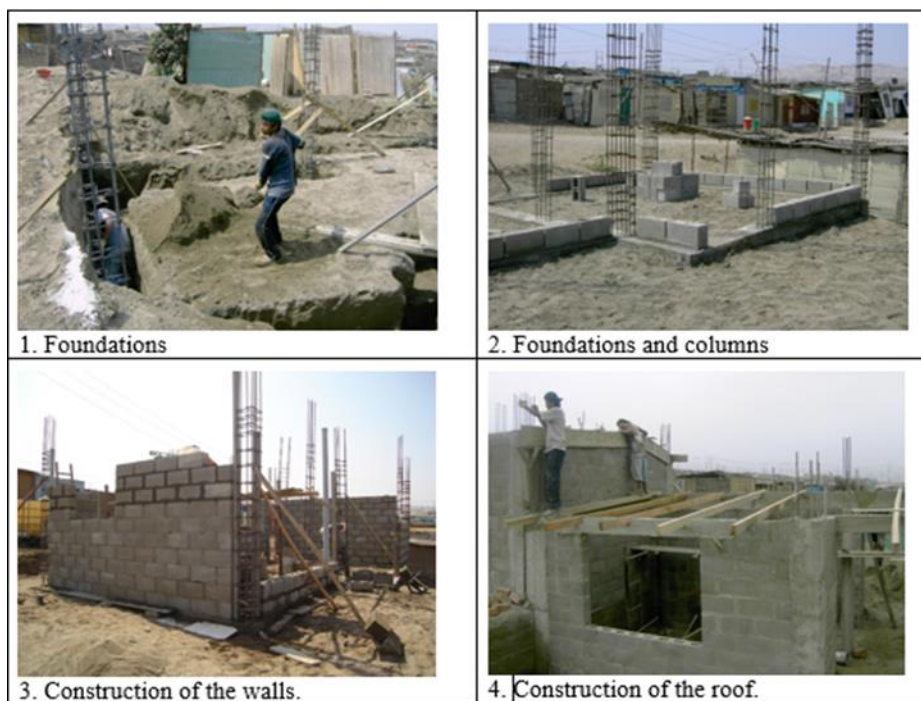 1. Foundations
2. Foundations and columns
3. Construction of the walls.
4. Construction of the roof.